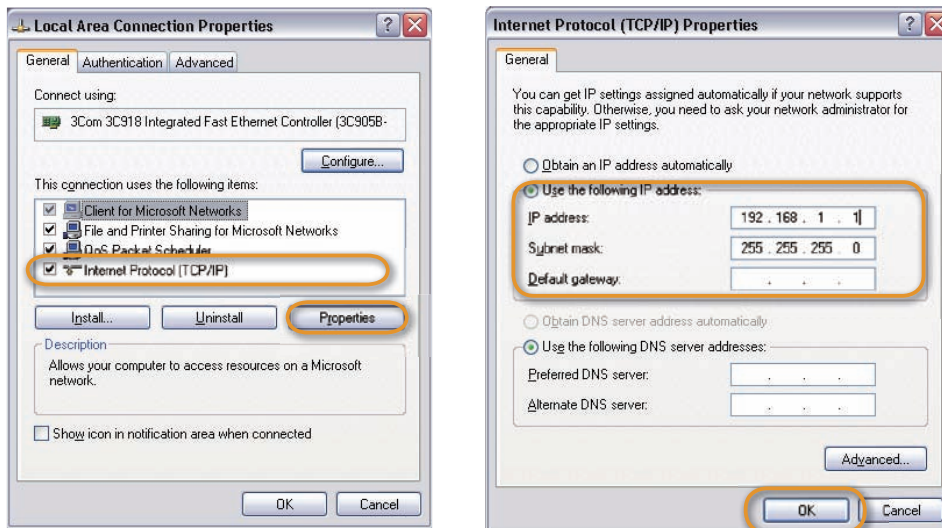 Local Area Connection Properties
General Authentication Advanced
Connect using:
3Com 3C918 Integrated Fast Ethernet Controller (3C905B-
Configure...
This connection uses the following items:
Client for Microsoft Networks
File and Printer Sharing for Microsoft Networks
QoS Packet Scheduler
Internet Protocol (TCP/IP)
Install... Uninstall Properties
Description
Allows your computer to access resources on a Microsoft
network.
Show icon in notification area when connected
OK Cancel
Internet Protocol (TCP/IP) Properties
General
You can get IP settings assigned automatically if your network supports
this capability. Otherwise, you need to ask your network administrator for
the appropriate IP settings.
Obtain an IP address automatically
Use the following IP address:
IP address: 192 . 168 . 1 . 1
Subnet mask: 255 . 255 . 255 . 0
Default gateway: . . .
Obtain DNS server address automatically
Use the following DNS server addresses:
Preferred DNS server: . . .
Alternate DNS server: . . .
Advanced...
OK Cancel